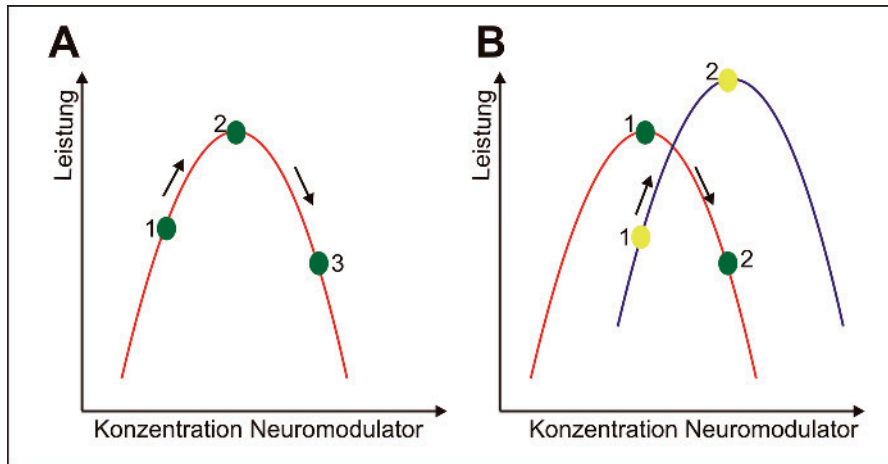 A
Leistung
2
1
3
Konzentration Neuromodulator
B
Leistung
2
1
1
2
Konzentration Neuromodulator